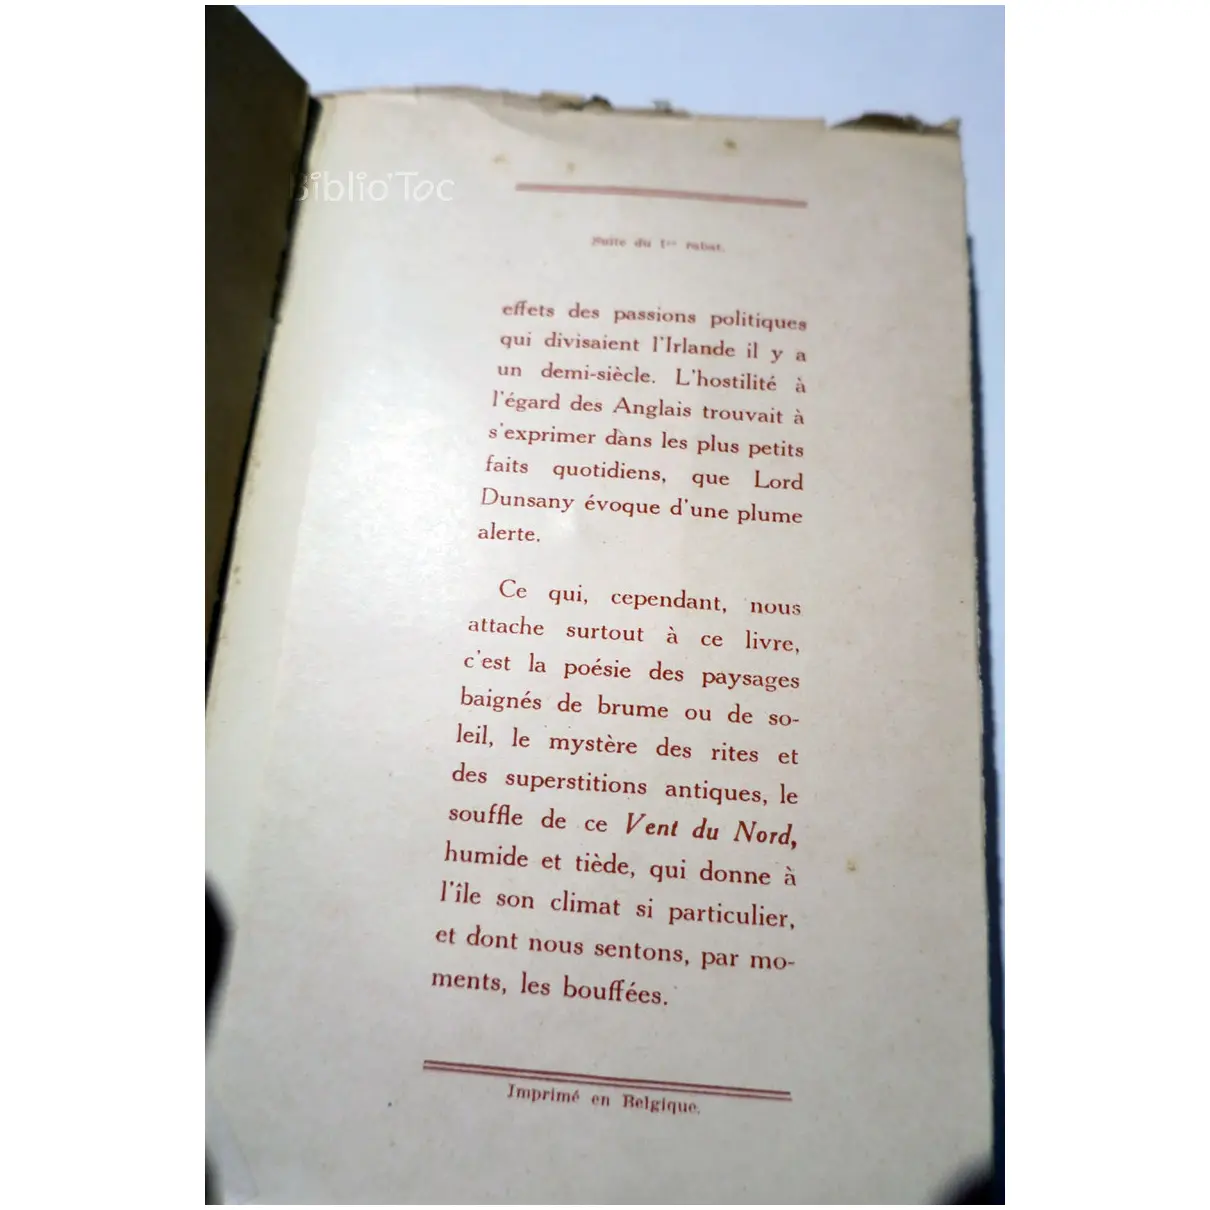 Biblio'Toc
Suite du 1er rabat.
effets des passions politiques
qui divisaient l'Irlande il y a
un demi-siècle. L'hostilité à
l'égard des Anglais trouvait à
s'exprimer dans les plus petits
faits quotidiens, que Lord
Dunsany évoque d'une plume
alerte.
Ce qui, cependant, nous
attache surtout à ce livre,
c'est la poésie des paysages
baignés de brume ou de so-
leil, le mystère des rites et
des superstitions antiques, le
souffle de ce Vent du Nord,
humide et tiède, qui donne à
l'île son climat si particulier,
et dont nous sentons, par mo-
ments, les bouffées.
Imprimé en Belgique.